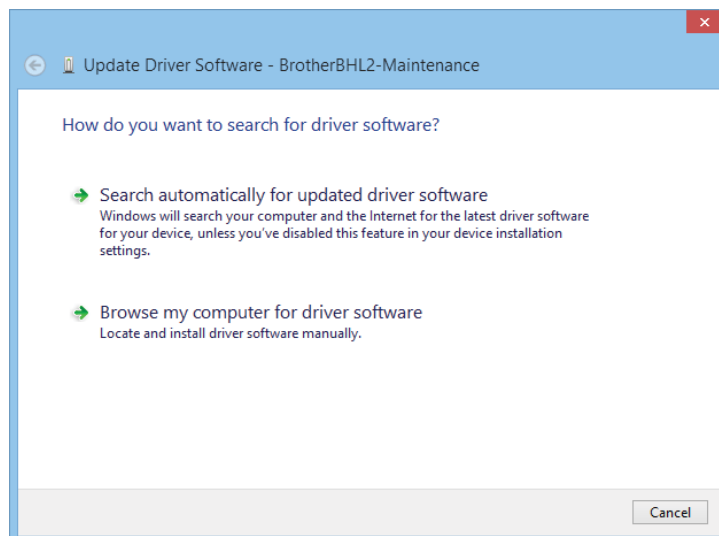 Update Driver Software - BrotherBHL2-Maintenance
How do you want to search for driver software?
Search automatically for updated driver software
Windows will search your computer and the Internet for the latest driver software
for your device, unless you've disabled this feature in your device installation
settings.
Browse my computer for driver software
Locate and install driver software manually.
Cancel